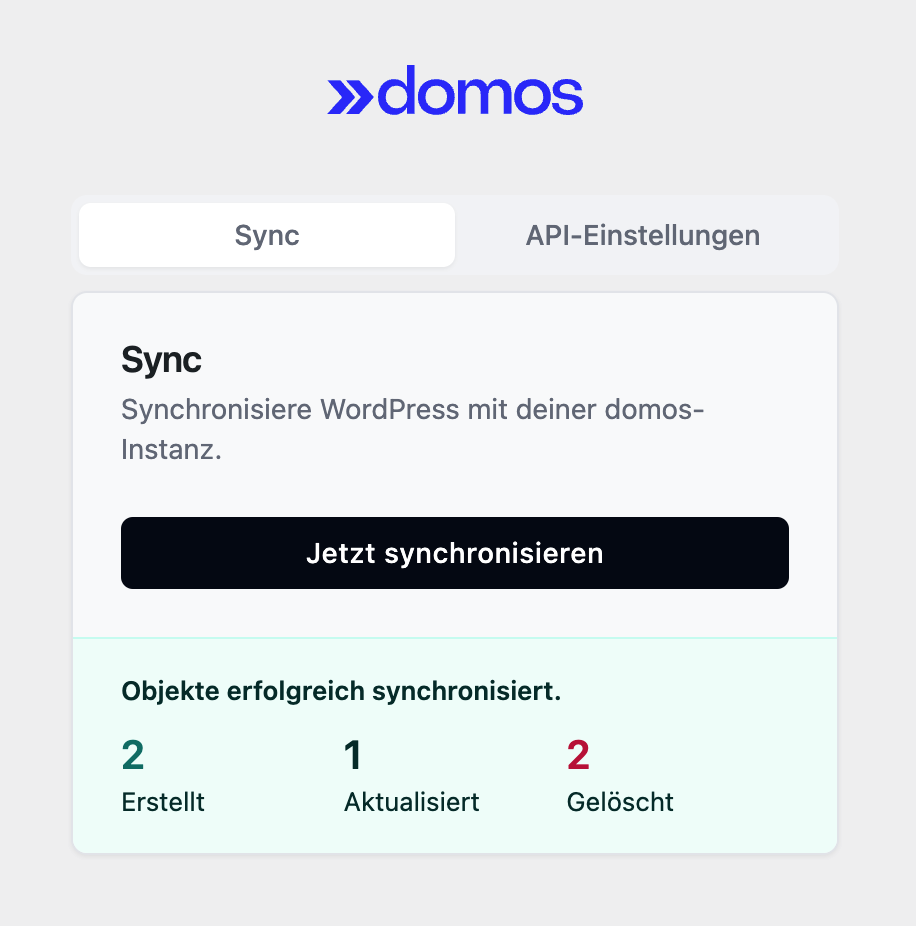 domos
Sync
API-Einstellungen
Sync
Synchronisiere WordPress mit deiner domos-
Instanz.
Jetzt synchronisieren
Objekte erfolgreich synchronisiert.
2
1
2
Erstellt
Aktualisiert
Gelöscht